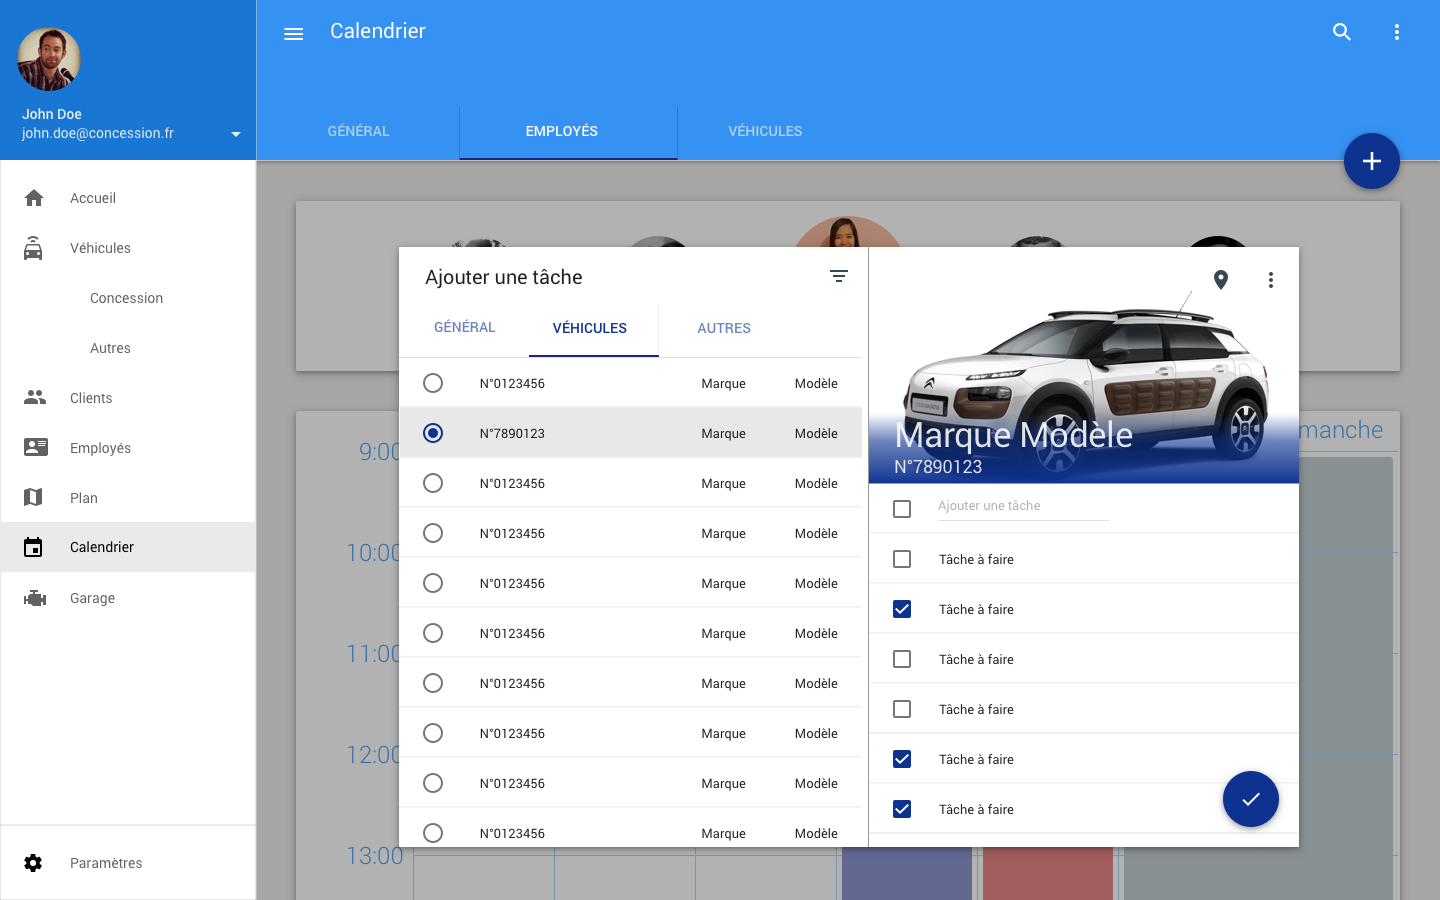 John Doe
john.doe@concession.fr
Accueil
Véhicules
Concession
Autres
Clients
Employés
Plan
Calendrier
Garage
Paramètres
Calendrier
GÉNÉRAL EMPLOYÉS VÉHICULES
manche
9:00
10:00
11:00
12:00
13:00
Ajouter une tâche
GÉNÉRAL VÉHICULES AUTRES
N°0123456 Marque Modèle
N°7890123 Marque Modèle
N°0123456 Marque Modèle
N°0123456 Marque Modèle
N°0123456 Marque Modèle
N°0123456 Marque Modèle
N°0123456 Marque Modèle
N°0123456 Marque Modèle
N°0123456 Marque Modèle
N°0123456 Marque Modèle
Marque Modèle
N°7890123
Ajouter une tâche
Tâche à faire
Tâche à faire
Tâche à faire
Tâche à faire
Tâche à faire
Tâche à faire